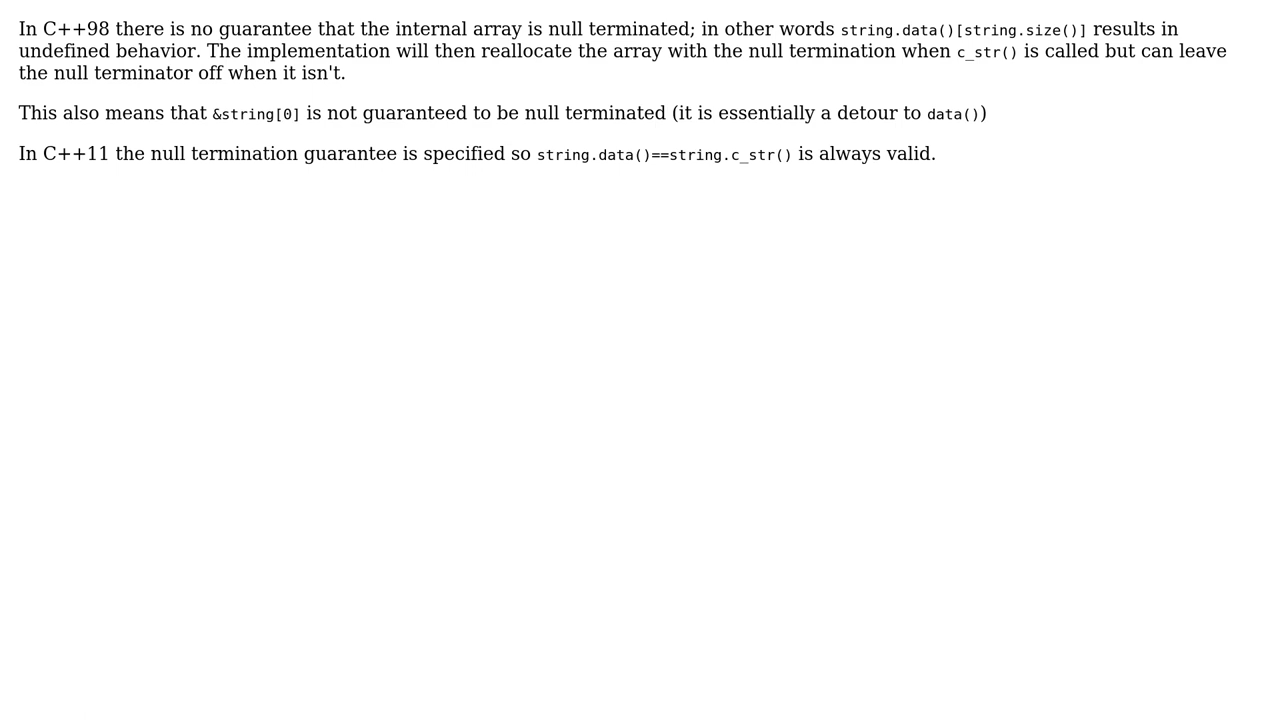 In C++98 there is no guarantee that the internal array is null terminated; in other words string.data()[string.size()] results in
undefined behavior. The implementation will then reallocate the array with the null termination when c_str() is called but can leave
the null terminator off when it isn't.
This also means that &string[0] is not guaranteed to be null terminated (it is essentially a detour to data())
In C++11 the null termination guarantee is specified so string.data()==string.c_str() is always valid.